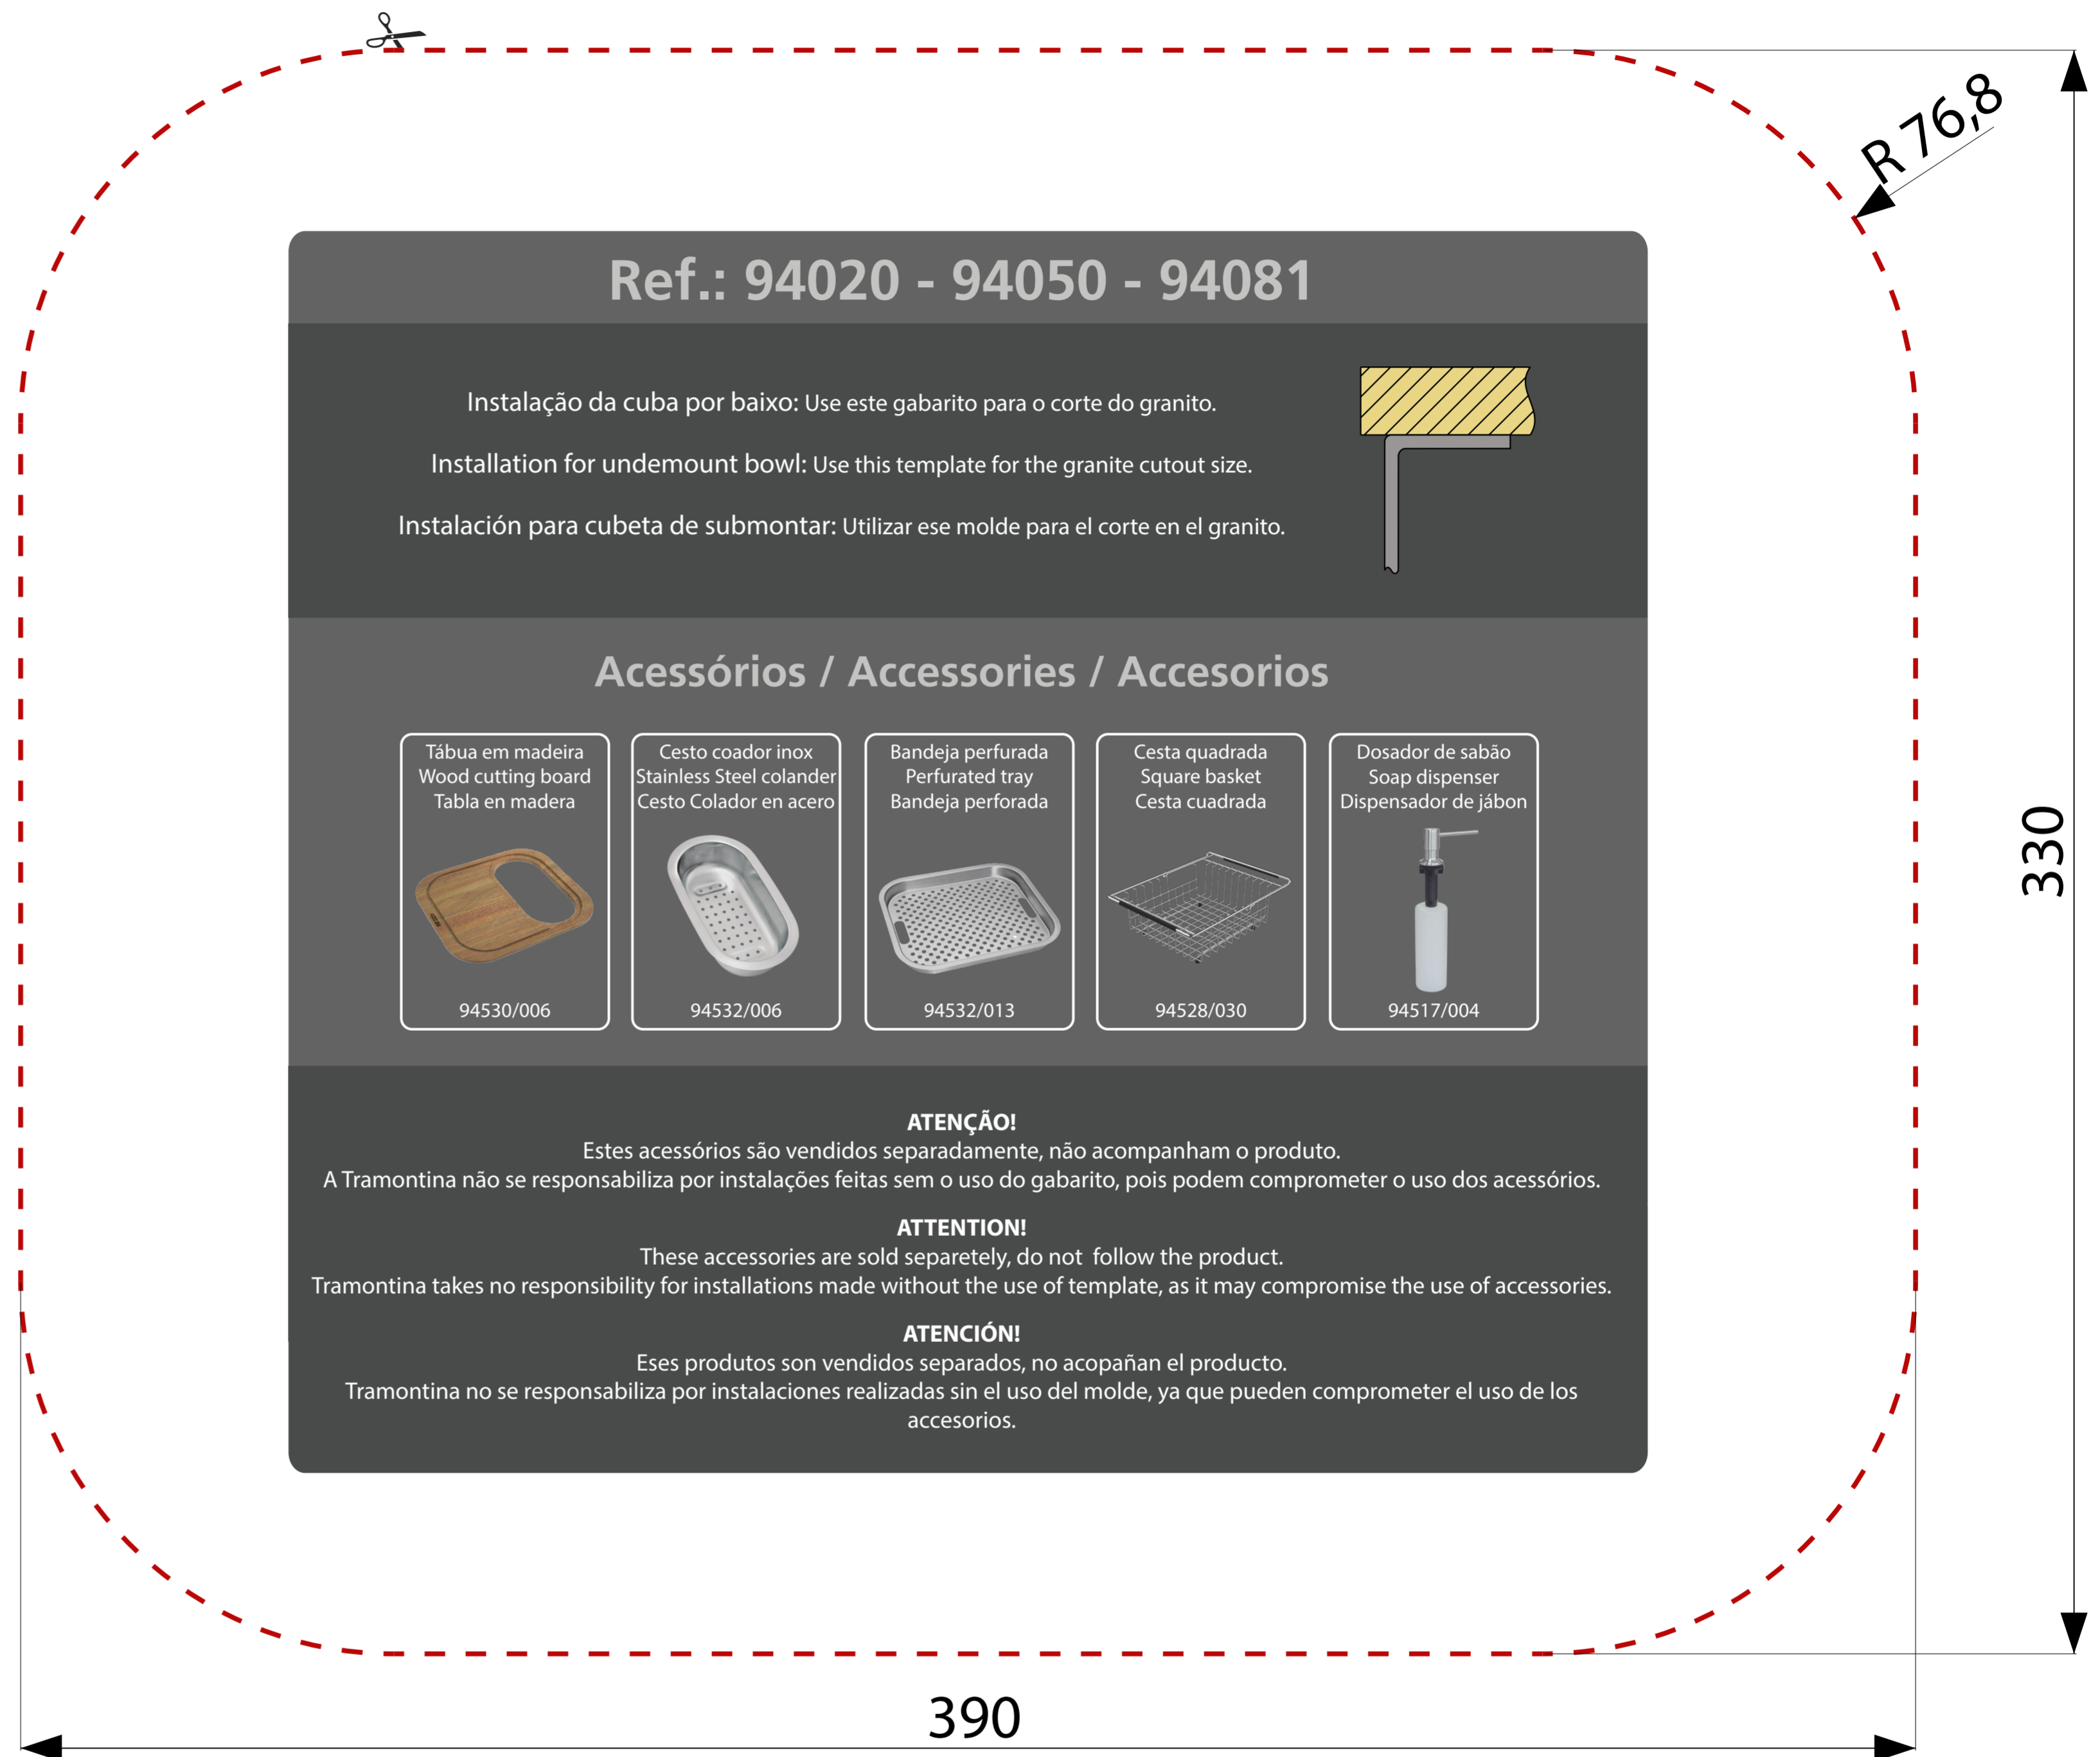 R 76,8
Ref.: 94020 - 94050 - 94081
Instalação da cuba por baixo: Use este gabarito para o corte do granito.
Installation for undemount bowl: Use this template for the granite cutout size.
Instalación para cubeta de submontar: Utilizar ese molde para el corte en el granito.
Acessórios / Accessories / Accesorios
Tábua em madeira
Wood cutting board
Tabla en madera
94530/006
Cesto coador inox
Stainless Steel colander
Cesto Colador en acero
94532/006
Bandeja perfurada
Perfurated tray
Bandeja perforada
94532/013
Cesta quadrada
Square basket
Cesta cuadrada
94528/030
Dosador de sabão
Soap dispenser
Dispensador de jábon
94517/004
330
ATENÇÃO!
Estes acessórios são vendidos separadamente, não acompanham o produto.
A Tramontina não se responsabiliza por instalações feitas sem o uso do gabarito, pois podem comprometer o uso dos acessórios.
ATTENTION!
These accessories are sold separetely, do not  follow the product.
Tramontina takes no responsibility for installations made without the use of template, as it may compromise the use of accessories.
ATENCIÓN!
Eses produtos son vendidos separados, no acopañan el producto.
Tramontina no se responsabiliza por instalaciones realizadas sin el uso del molde, ya que pueden comprometer el uso de los
accesorios.
390